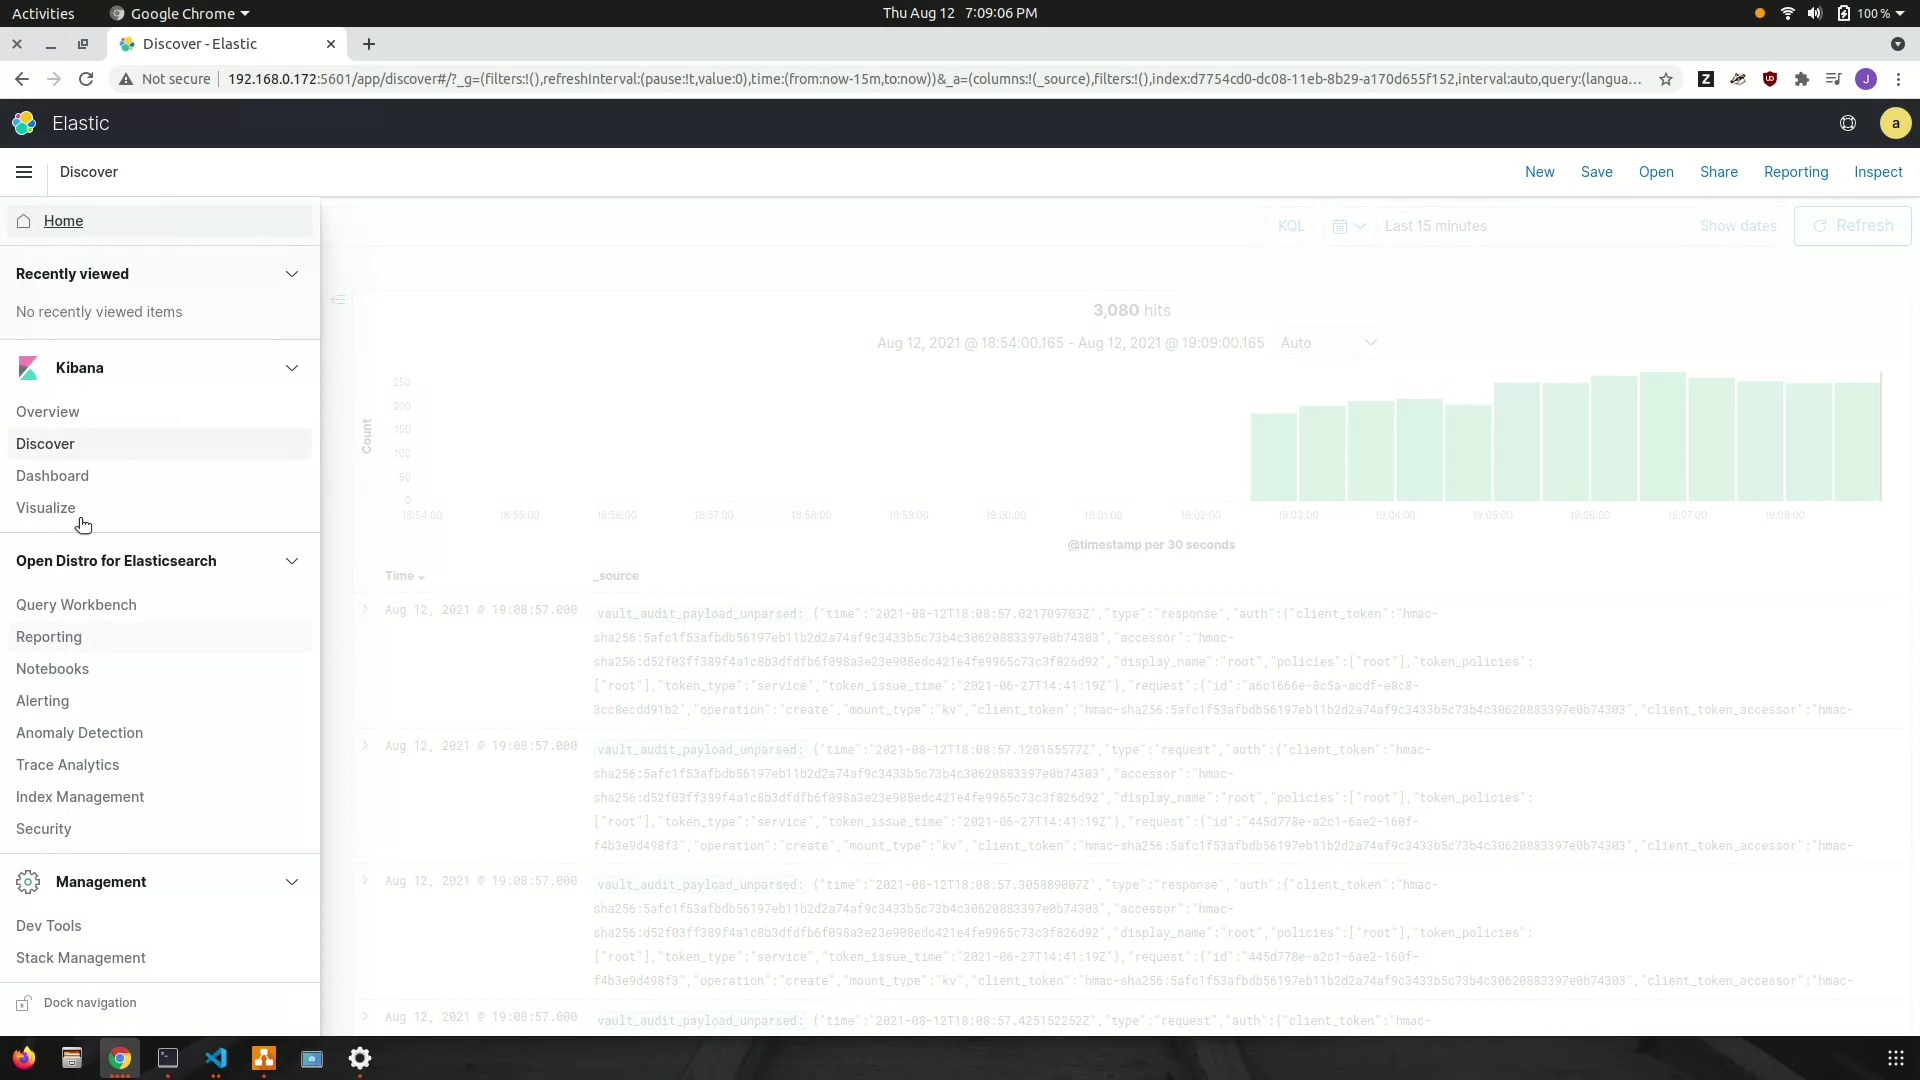 Activities
Google Chrome
Thu Aug 12 7:09:06 PM
100 %
Discover - Elastic
Not secure
192.168.0.172:5601/app/discover#/?_g=(filters:!(),refreshInterval:(pause:!t,value:0),time:(from:now-15m,to:now))&_a=(columns:!(_source),filters:!(),index:d7754cd0-dc08-11eb-8b29-a170d655f152,interval:auto,query:(langua...
J
Elastic
a
Discover
New
Save
Open
Share
Reporting
Inspect
Home
Recently viewed
No recently viewed items
Kibana
Overview
Discover
Dashboard
Visualize
Open Distro for Elasticsearch
Query Workbench
Reporting
Notebooks
Alerting
Anomaly Detection
Trace Analytics
Index Management
Security
Management
Dev Tools
Stack Management
Dock navigation
KQL
Last 15 minutes
Show dates
Refresh
3,080 hits
Aug 12, 2021 @ 18:54:00.165 - Aug 12, 2021 @ 19:09:00.165
Auto
Count
250
200
150
100
50
0
18:54:00
18:55:00
18:56:00
18:57:00
18:58:00
18:59:00
19:00:00
19:01:00
19:02:00
19:03:00
19:04:00
19:05:00
19:06:00
19:07:00
19:08:00
@timestamp per 30 seconds
Time
_source
Aug 12, 2021 @ 19:08:57.000
vault_audit_payload_unparsed: {"time":"2021-08-12T18:08:57.021709703Z","type":"response","auth":{"client_token":"hmac-
sha256:5afc1f53afbdb56197eb11b2d2a74af9c3433b5c73b4c30620883397e0b74303","accessor":"hmac-
sha256:d52f03ff389f4a1c8b3dfdfb6f098a3e23e908edc421e4fe9965c73c3f826d92","display_name":"root","policies":["root"],"token_policies":
["root"],"token_type":"service","token_issue_time":"2021-06-27T14:41:19Z"},"request":{"id":"a6c1666e-8c5a-acdf-e8c8-
3cc8ecdd91b2","operation":"create","mount_type":"kv","client_token":"hmac-sha256:5afc1f53afbdb56197eb11b2d2a74af9c3433b5c73b4c30620883397e0b74303","client_token_accessor":"hmac-
Aug 12, 2021 @ 19:08:57.000
vault_audit_payload_unparsed: {"time":"2021-08-12T18:08:57.120155577Z","type":"request","auth":{"client_token":"hmac-
sha256:5afc1f53afbdb56197eb11b2d2a74af9c3433b5c73b4c30620883397e0b74303","accessor":"hmac-
sha256:d52f03ff389f4a1c8b3dfdfb6f098a3e23e908edc421e4fe9965c73c3f826d92","display_name":"root","policies":["root"],"token_policies":
["root"],"token_type":"service","token_issue_time":"2021-06-27T14:41:19Z"},"request":{"id":"445d778e-a2c1-6ae2-160f-
f4b3e9d498f3","operation":"create","mount_type":"kv","client_token":"hmac-sha256:5afc1f53afbdb56197eb11b2d2a74af9c3433b5c73b4c30620883397e0b74303","client_token_accessor":"hmac-
Aug 12, 2021 @ 19:08:57.000
vault_audit_payload_unparsed: {"time":"2021-08-12T18:08:57.305889007Z","type":"response","auth":{"client_token":"hmac-
sha256:5afc1f53afbdb56197eb11b2d2a74af9c3433b5c73b4c30620883397e0b74303","accessor":"hmac-
sha256:d52f03ff389f4a1c8b3dfdfb6f098a3e23e908edc421e4fe9965c73c3f826d92","display_name":"root","policies":["root"],"token_policies":
["root"],"token_type":"service","token_issue_time":"2021-06-27T14:41:19Z"},"request":{"id":"445d778e-a2c1-6ae2-160f-
f4b3e9d498f3","operation":"create","mount_type":"kv","client_token":"hmac-sha256:5afc1f53afbdb56197eb11b2d2a74af9c3433b5c73b4c30620883397e0b74303","client_token_accessor":"hmac-
Aug 12, 2021 @ 19:08:57.000
vault_audit_payload_unparsed: {"time":"2021-08-12T18:08:57.425152252Z","type":"request","auth":{"client_token":"hmac-